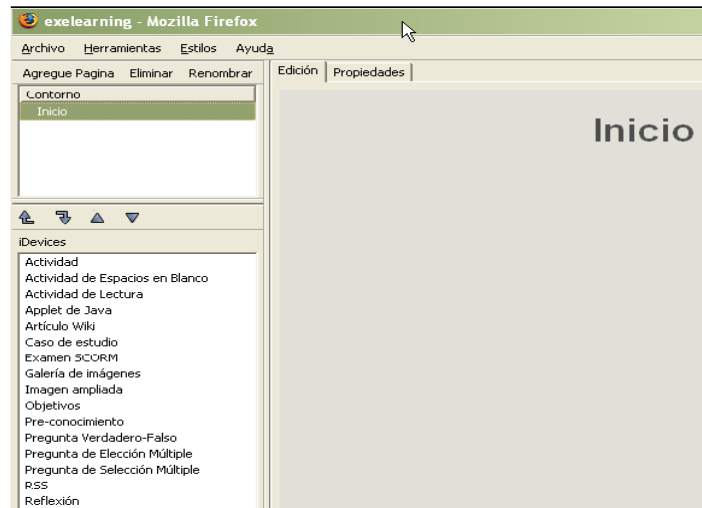 exelearning - Mozilla Firefox
Archivo Herramientas Estilos Ayuda
Agregue Pagina Eliminar Renombrar
Contorno
Inicio
Edición Propiedades
Inicio
iDevices
Actividad
Actividad de Espacios en Blanco
Actividad de Lectura
Applet de Java
Artículo Wiki
Caso de estudio
Examen SCORM
Galería de imágenes
Imagen ampliada
Objetivos
Pre-conocimiento
Pregunta Verdadero-Falso
Pregunta de Elección Múltiple
Pregunta de Selección Múltiple
RSS
Reflexión